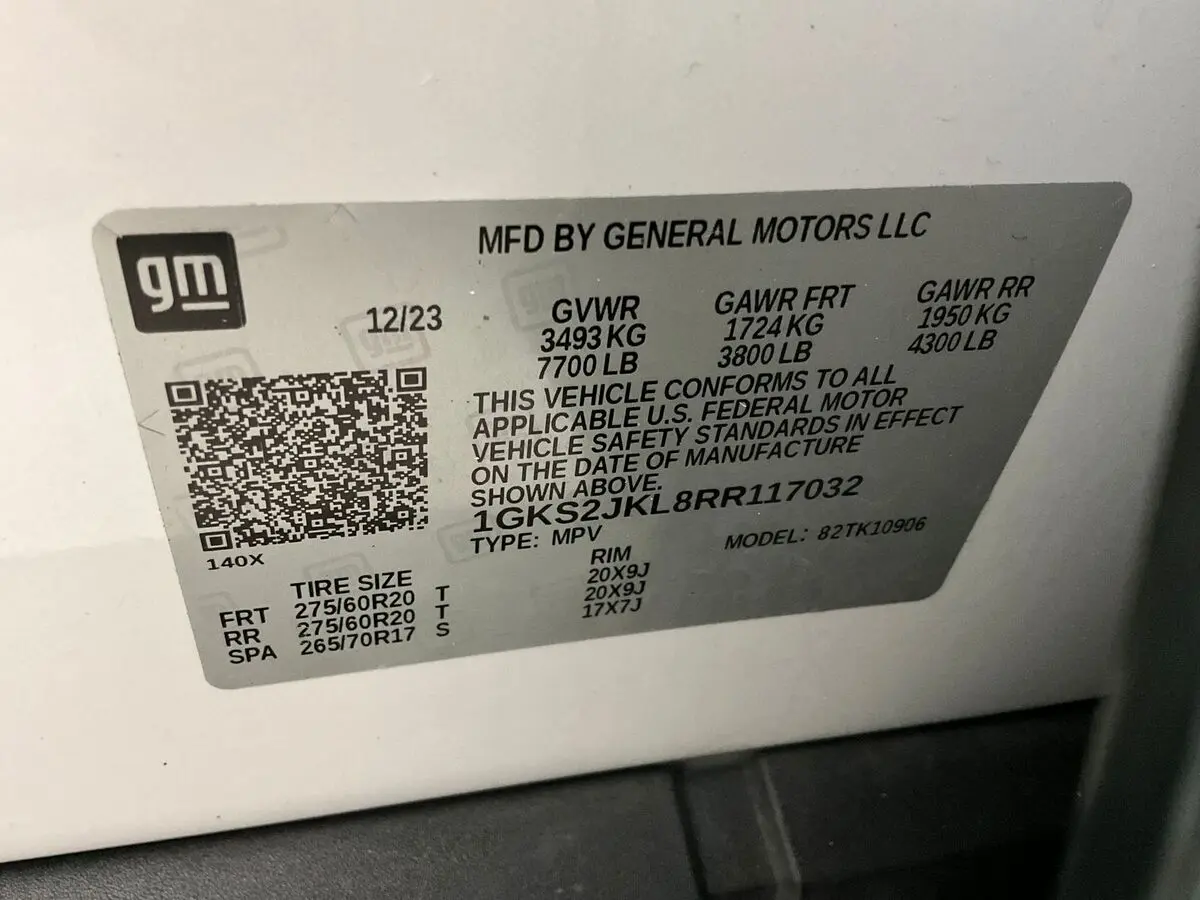 gm
MFD BY GENERAL MOTORS LLC
12/23
GVWR GAWR FRT GAWR RR
3493 KG 1724 KG 1950 KG
7700 LB 3800 LB 4300 LB
THIS VEHICLE CONFORMS TO ALL
APPLICABLE U.S. FEDERAL MOTOR
VEHICLE SAFETY STANDARDS IN EFFECT
ON THE DATE OF MANUFACTURE
SHOWN ABOVE.
1GKS2JKL8RR117032
TYPE: MPV MODEL: 82TK10906
140X
TIRE SIZE RIM
FRT 275/60R20 T 20X9J
RR 275/60R20 T 20X9J
SPA 265/70R17 S 17X7J